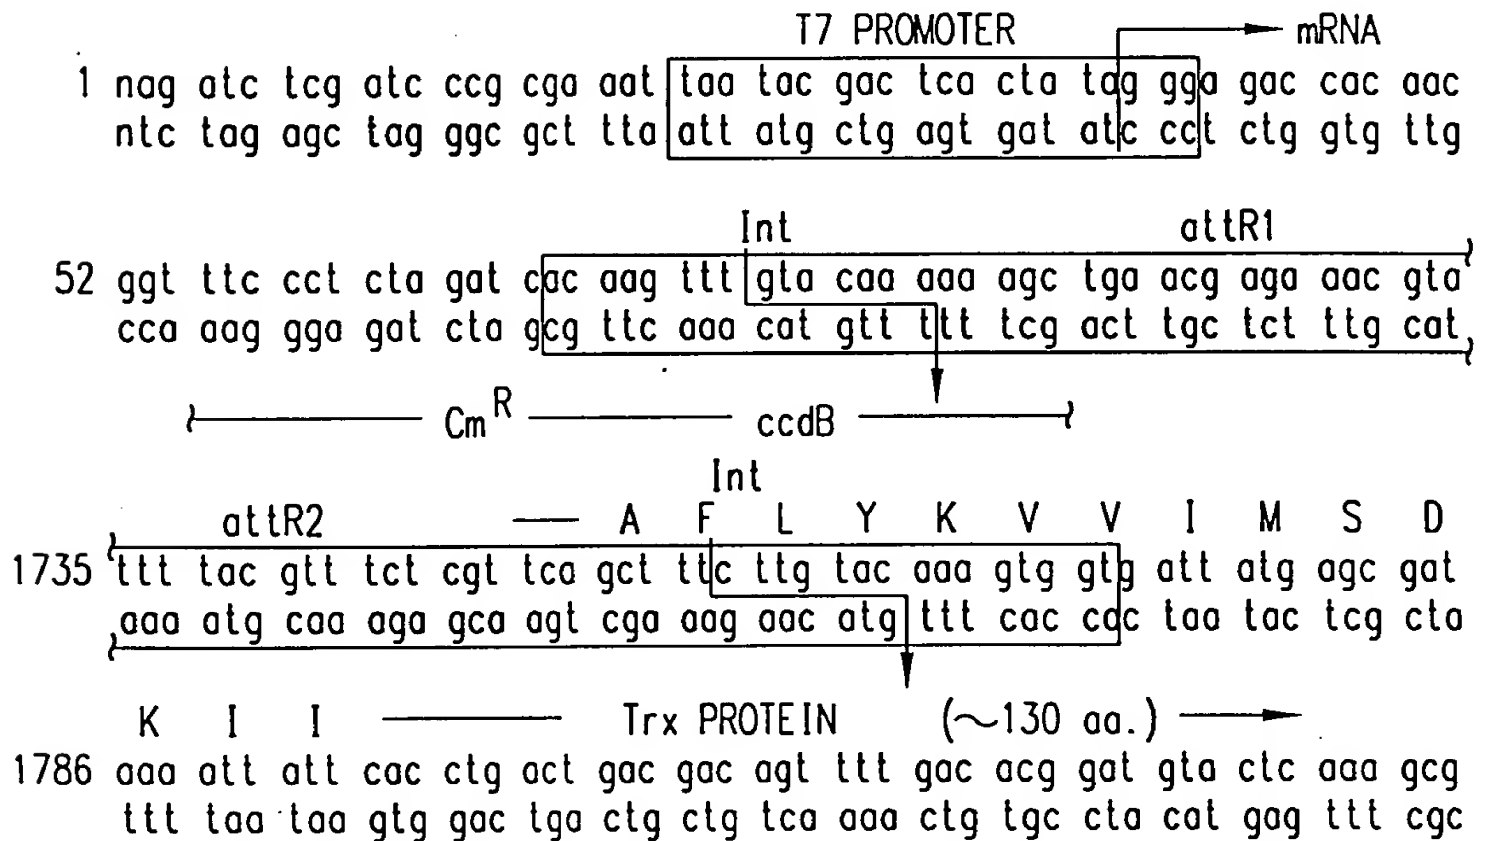 T7 PROMOTER mRNA
1 nag atc tcg atc ccg cga aat taa tac gac tca cta tag gga gac cac aac
ntc tag agc tag ggc gct tta att atg ctg agt gat atc cct ctg gtg ttg
Int attR1
52 ggt ttc cct cta gat cac aag ttt gta caa aaa agc tga acg aga aac gta
cca aag gga gat cta gcg ttc aaa cat gtt ttt tcg act tgc tct ttg cat
Cm R ccdB
Int
attR2 — A F L Y K V V I M S D
1735 ttt tac gtt tct cgt tca gct ttc ttg tac aaa gtg gtg att atg agc gat
aaa atg caa aga gca agt cga aag aac atg ttt cac cac taa tac tcg cta
K I I — Trx PROTEIN (~130 aa.)
1786 aaa att att cac ctg act gac gac agt ttt gac acg gat gta ctc aaa gcg
ttt taa taa gtg gac tga ctg ctg tca aaa ctg tgc cta cat gag ttt cgc